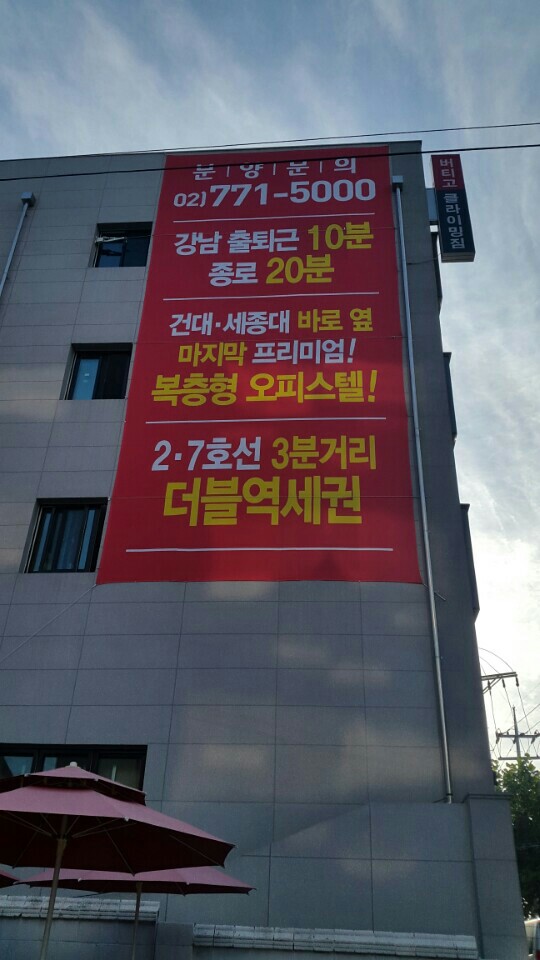 분양문의
02)771-5000
강남 출퇴근 10분
종로 20분
건대·세종대 바로 옆
마지막 프리미엄!
복층형 오피스텔!
2·7호선 3분거리
더블역세권
버티고 클라이밍짐